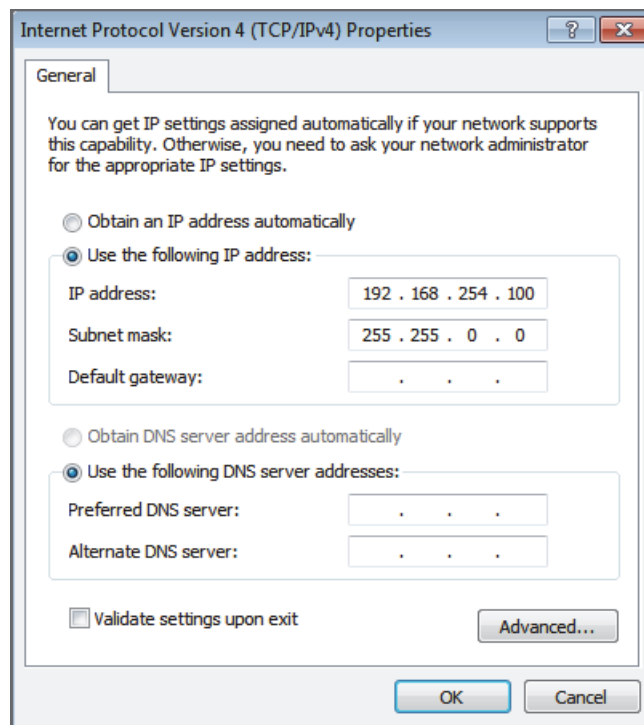 Internet Protocol Version 4 (TCP/IPv4) Properties
General
You can get IP settings assigned automatically if your network supports
this capability. Otherwise, you need to ask your network administrator
for the appropriate IP settings.
Obtain an IP address automatically
Use the following IP address:
IP address: 192 . 168 . 254 . 100
Subnet mask: 255 . 255 . 0 . 0
Default gateway: . . .
Obtain DNS server address automatically
Use the following DNS server addresses:
Preferred DNS server: . . .
Alternate DNS server: . . .
Validate settings upon exit
Advanced...
OK Cancel